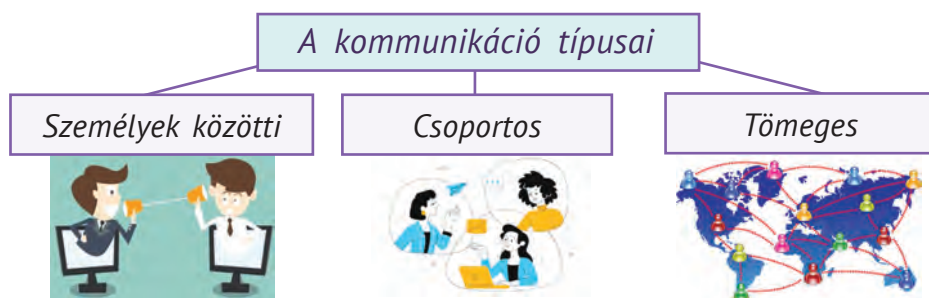 A kommunikáció típusai
Személyek közötti
Csoportos
Tömeges